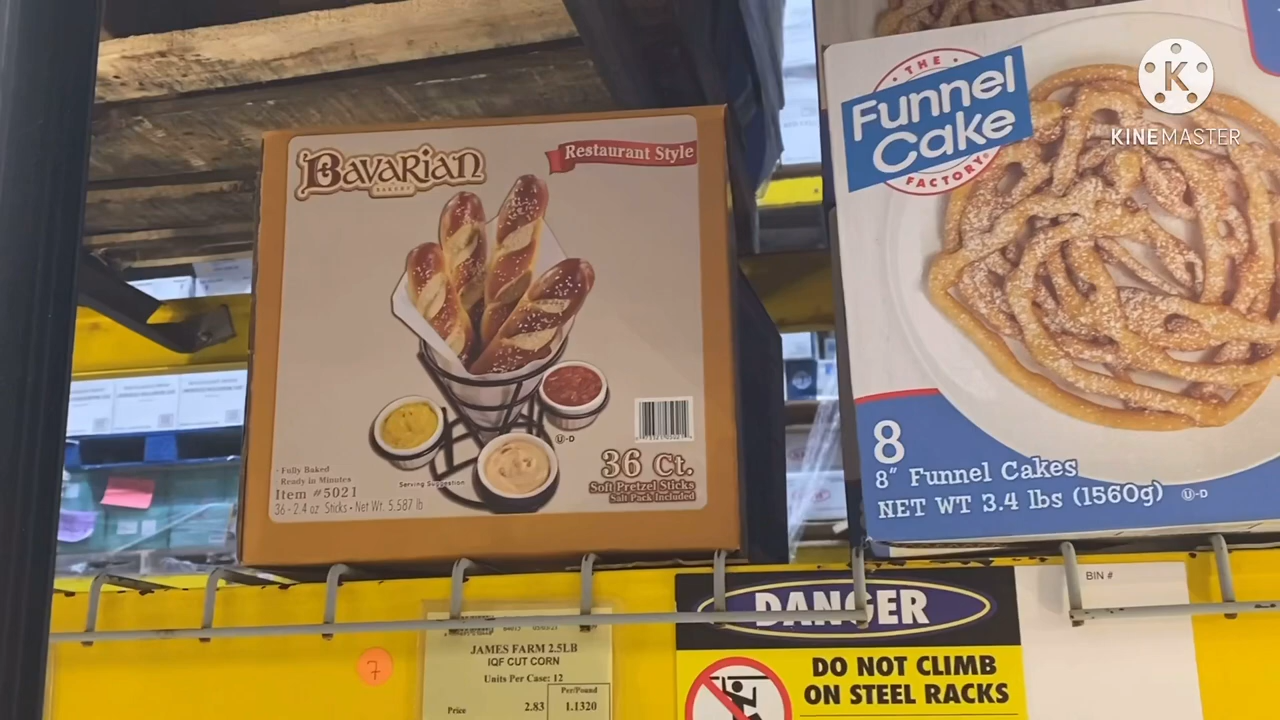 BAVARIAN
BAKERY
Restaurant Style
Fully Baked
Ready in Minutes
Item #5021
36 - 2.4 oz Sticks • Net Wt. 5.587 lb
Serving Suggestion
U-D
36 Ct.
Soft Pretzel Sticks
Salt Pack Included
• THE •
Funnel
Cake
FACTORY®
8
8" Funnel Cakes
NET WT 3.4 lbs (1560g) U-D
KINEMASTER
JAMES FARM 2.5LB
IQF CUT CORN
Units Per Case: 12
Per/Pound
Price 2.83 1.1320
7
DANGER
DO NOT CLIMB
ON STEEL RACKS
BIN #